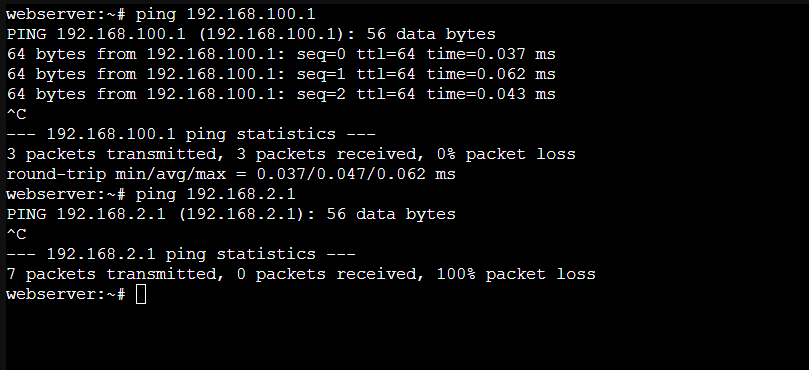 webserver:~# ping 192.168.100.1
PING 192.168.100.1 (192.168.100.1): 56 data bytes
64 bytes from 192.168.100.1: seq=0 ttl=64 time=0.037 ms
64 bytes from 192.168.100.1: seq=1 ttl=64 time=0.062 ms
64 bytes from 192.168.100.1: seq=2 ttl=64 time=0.043 ms
^C
--- 192.168.100.1 ping statistics ---
3 packets transmitted, 3 packets received, 0% packet loss
round-trip min/avg/max = 0.037/0.047/0.062 ms
webserver:~# ping 192.168.2.1
PING 192.168.2.1 (192.168.2.1): 56 data bytes
^C
--- 192.168.2.1 ping statistics ---
7 packets transmitted, 0 packets received, 100% packet loss
webserver:~#